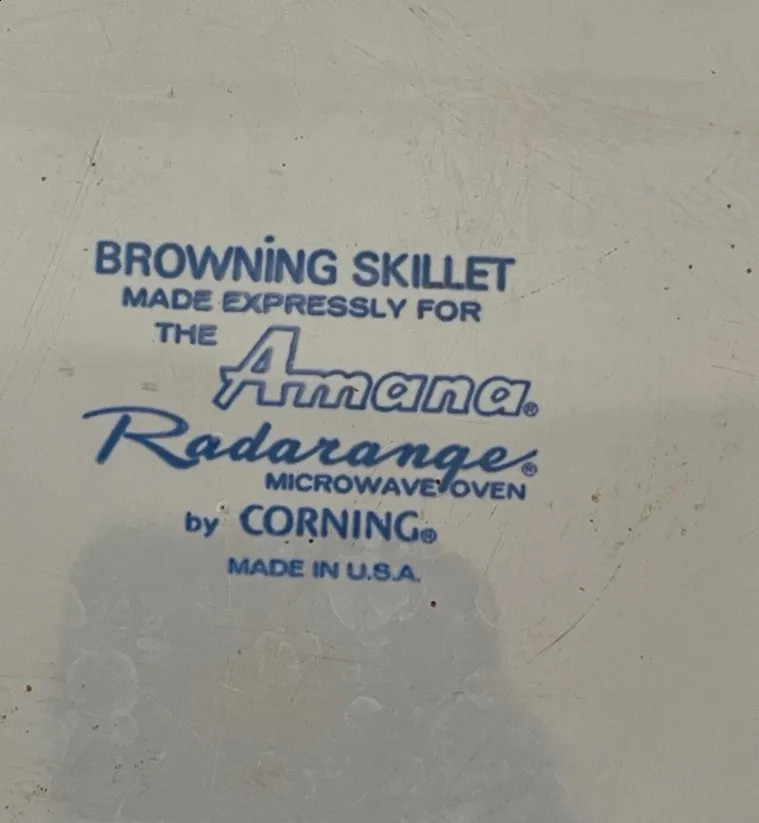 BROWNING SKILLET
MADE EXPRESSLY FOR
THE Amana®
Radarange®
MICROWAVE OVEN
by CORNING®
MADE IN U.S.A.